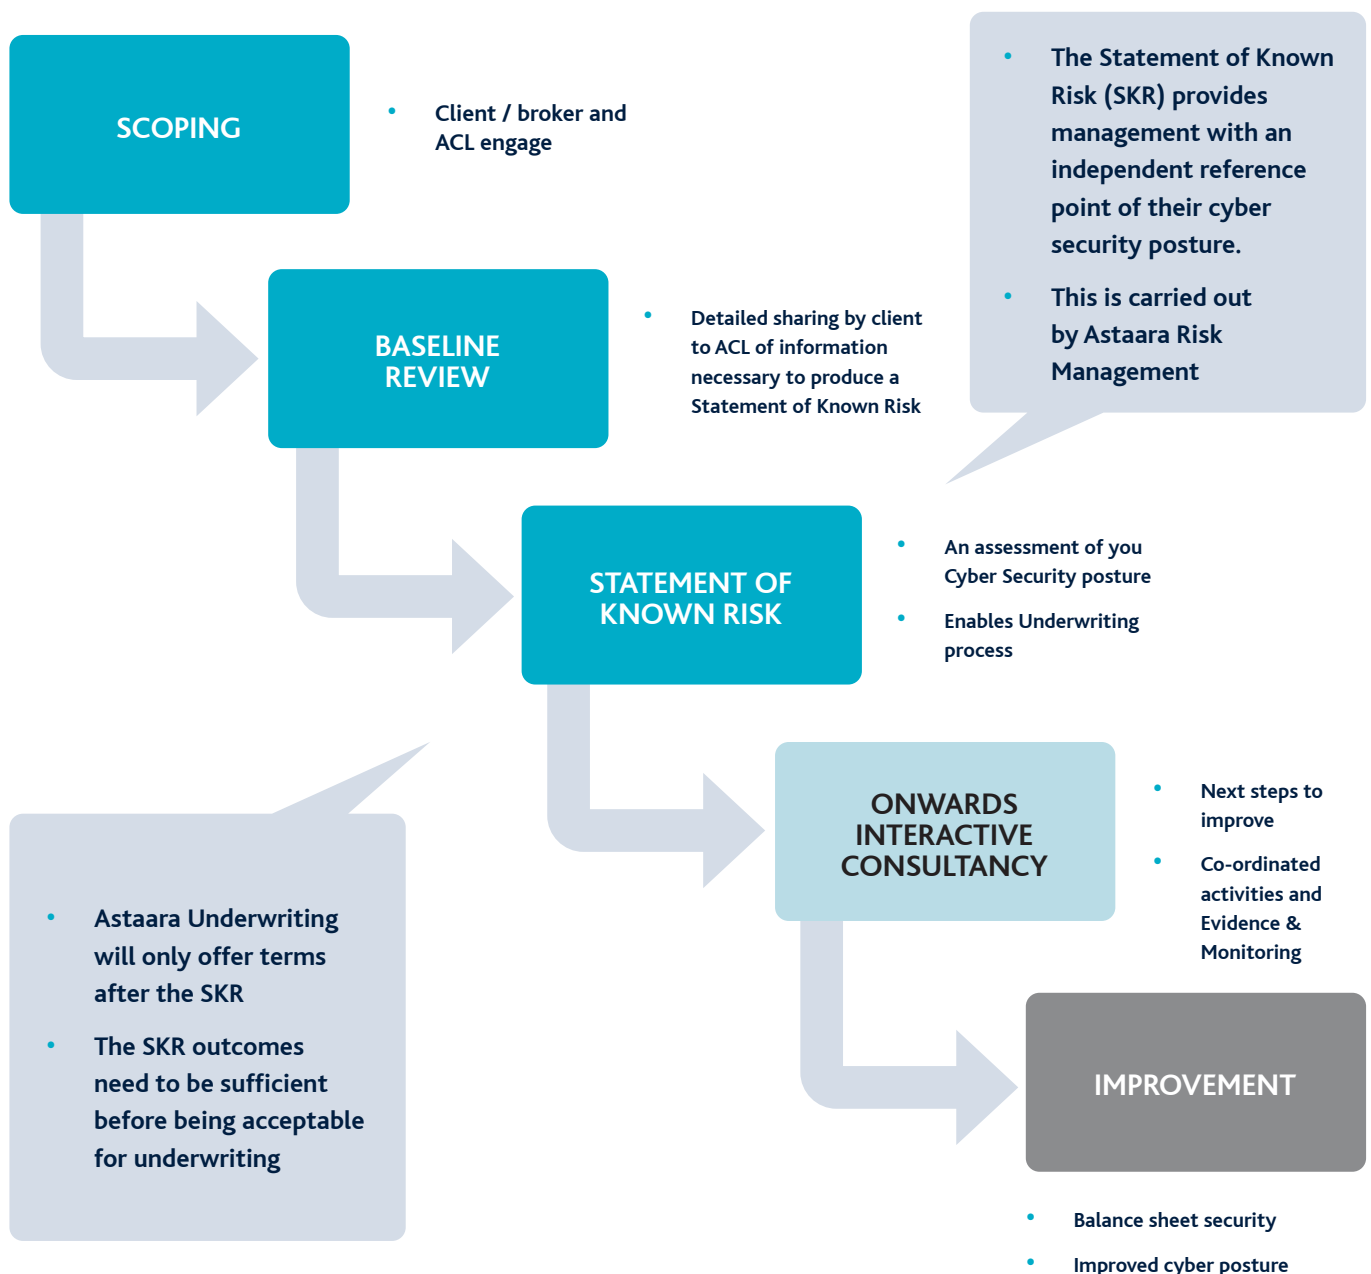 SCOPING
• Client / broker and
ACL engage
• The Statement of Known
Risk (SKR) provides
management with an
independent reference
point of their cyber
security posture.
• This is carried out
by Astaara Risk
Management
BASELINE
REVIEW
• Detailed sharing by client
to ACL of information
necessary to produce a
Statement of Known Risk
STATEMENT OF
KNOWN RISK
• An assessment of you
Cyber Security posture
• Enables Underwriting
process
ONWARDS
INTERACTIVE
CONSULTANCY
• Next steps to
improve
• Co-ordinated
activities and
Evidence &
Monitoring
• Astaara Underwriting
will only offer terms
after the SKR
• The SKR outcomes
need to be sufficient
before being acceptable
for underwriting
IMPROVEMENT
• Balance sheet security
• Improved cyber posture